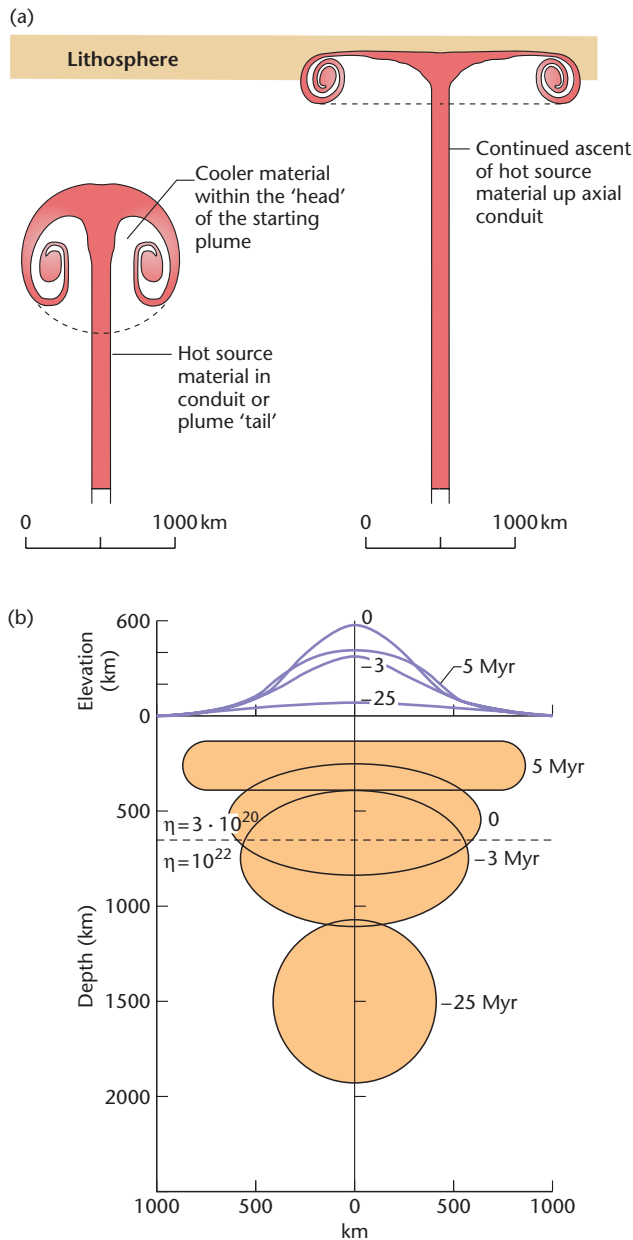 (a)
Lithosphere
Cooler material
within the ‘head’
of the starting
plume
Continued ascent
of hot source
material up axial
conduit
Hot source
material in
conduit or
plume ‘tail’
0 1000 km
0 1000 km
(b)
600
0
Elevation
(km)
0
–3
–5 Myr
–25
5 Myr
500
η=3 · 10²⁰
0
η=10²²
–3 Myr
1000
Depth (km)
1500
–25 Myr
2000
1000 500 0 500 1000
km